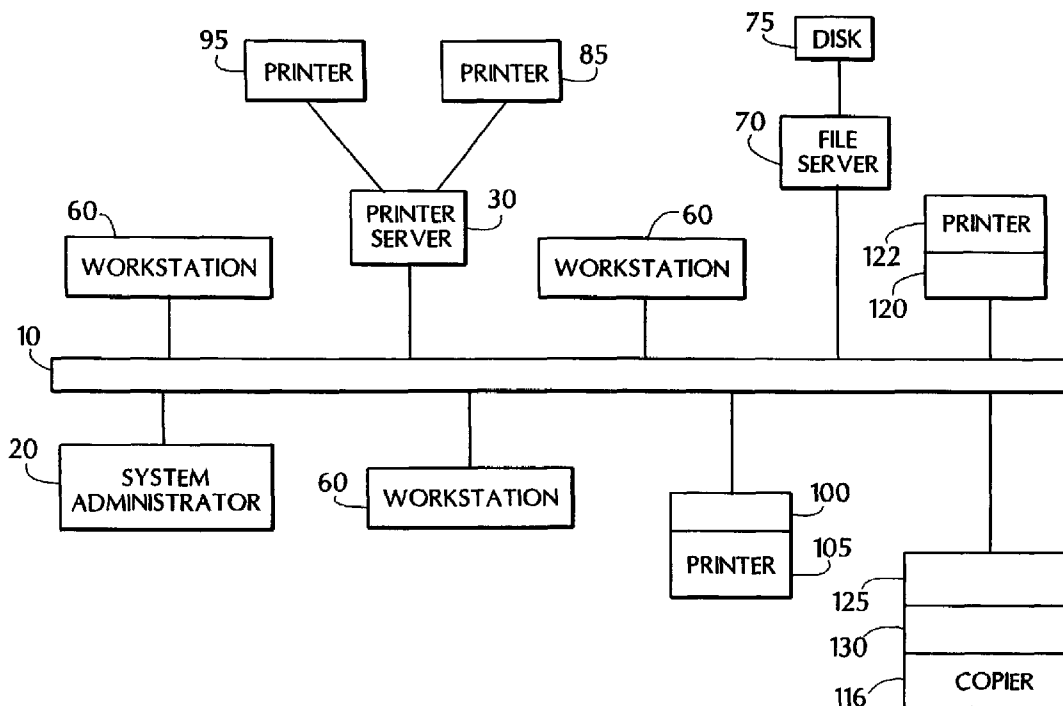 95
PRINTER
PRINTER
85
75
DISK
70
FILE
SERVER
60
WORKSTATION
PRINTER
SERVER
30
60
WORKSTATION
PRINTER
122
120
10
20
SYSTEM
ADMINISTRATOR
60
WORKSTATION
100
PRINTER
105
125
130
116
COPIER